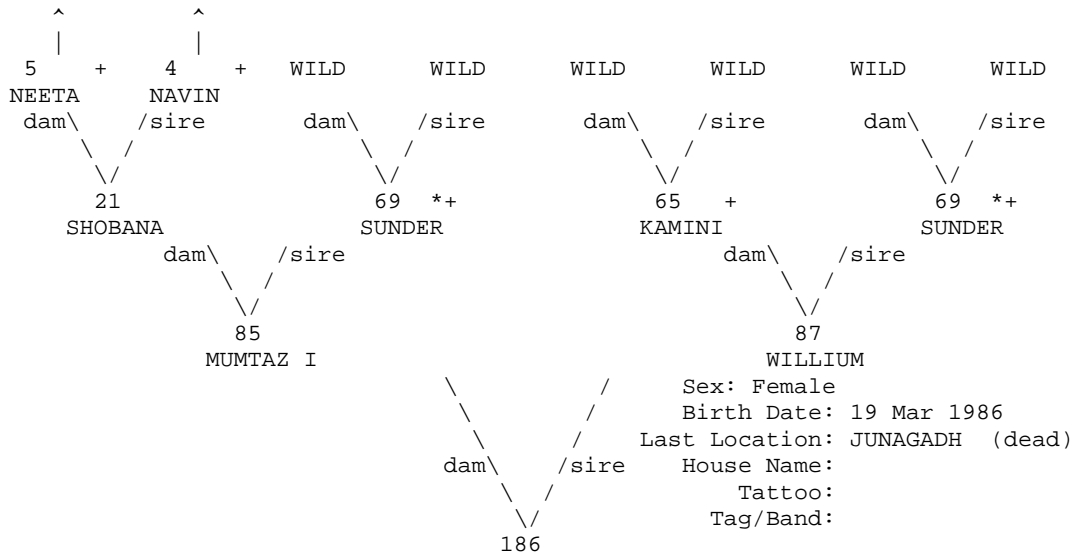 ^ ^
| |
5 + 4 + WILD WILD WILD WILD WILD WILD
NEETA NAVIN
dam\ /sire dam\ /sire dam\ /sire dam\ /sire
\ / \ / \ / \ /
\/ \/ \/ \/
21 69 *+ 65 + 69 *+
SHOBANA SUNDER KAMINI SUNDER
dam\ /sire dam\ /sire
\ / \ /
\/ \/
85 87
MUMTAZ I WILLIUM
\ / Sex: Female
\ / Birth Date: 19 Mar 1986
\ / Last Location: JUNAGADH (dead)
dam\ /sire House Name:
\ / Tattoo:
\/ Tag/Band:
186